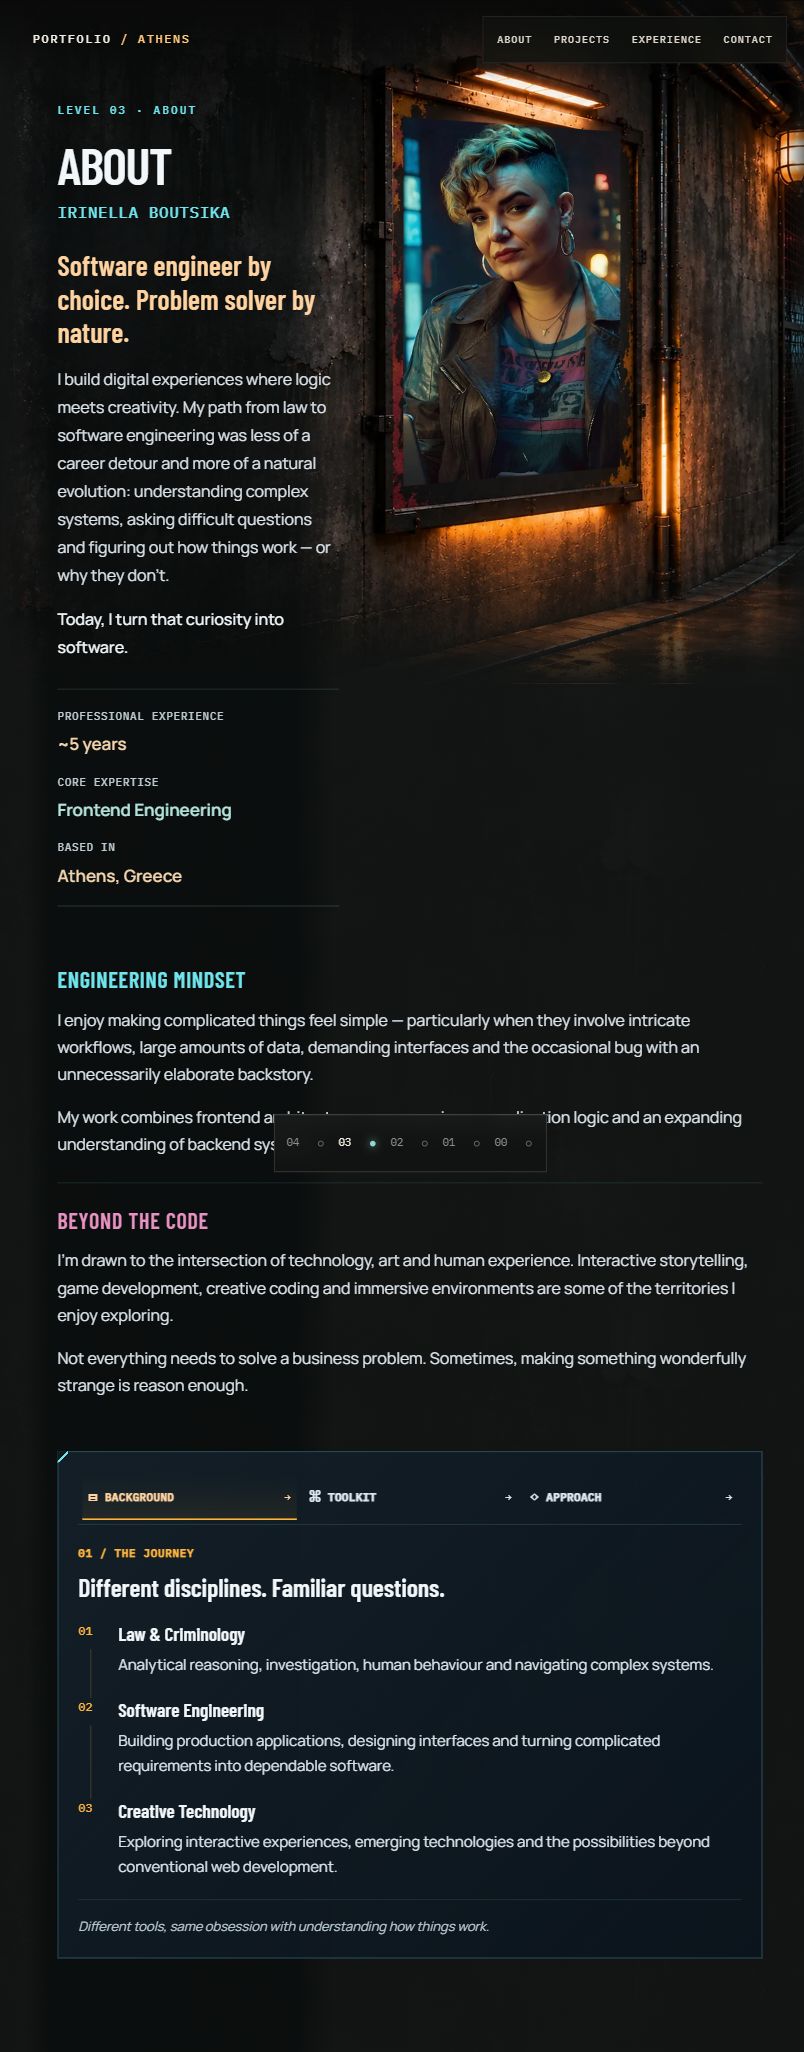 PORTFOLIO / ATHENS
ABOUT PROJECTS EXPERIENCE CONTACT
LEVEL 03 · ABOUT
ABOUT
IRINELLA BOUTSIKA
Software engineer by
choice. Problem solver by
nature.
I build digital experiences where logic
meets creativity. My path from law to
software engineering was less of a
career detour and more of a natural
evolution: understanding complex
systems, asking difficult questions
and figuring out how things work — or
why they don't.
Today, I turn that curiosity into
software.
PROFESSIONAL EXPERIENCE
~5 years
CORE EXPERTISE
Frontend Engineering
BASED IN
Athens, Greece
ENGINEERING MINDSET
I enjoy making complicated things feel simple — particularly when they involve intricate
workflows, large amounts of data, demanding interfaces and the occasional bug with an
unnecessarily elaborate backstory.
My work combines frontend logic and an expanding
understanding of backend
04 03 02 01 00
BEYOND THE CODE
I'm drawn to the intersection of technology, art and human experience. Interactive storytelling,
game development, creative coding and immersive environments are some of the territories I
enjoy exploring.
Not everything needs to solve a business problem. Sometimes, making something wonderfully
strange is reason enough.
BACKGROUND → ⌘ TOOLKIT → ◇ APPROACH →
01 / THE JOURNEY
Different disciplines. Familiar questions.
01 Law & Criminology
Analytical reasoning, investigation, human behaviour and navigating complex systems.
02 Software Engineering
Building production applications, designing interfaces and turning complicated
requirements into dependable software.
03 Creative Technology
Exploring interactive experiences, emerging technologies and the possibilities beyond
conventional web development.
Different tools, same obsession with understanding how things work.